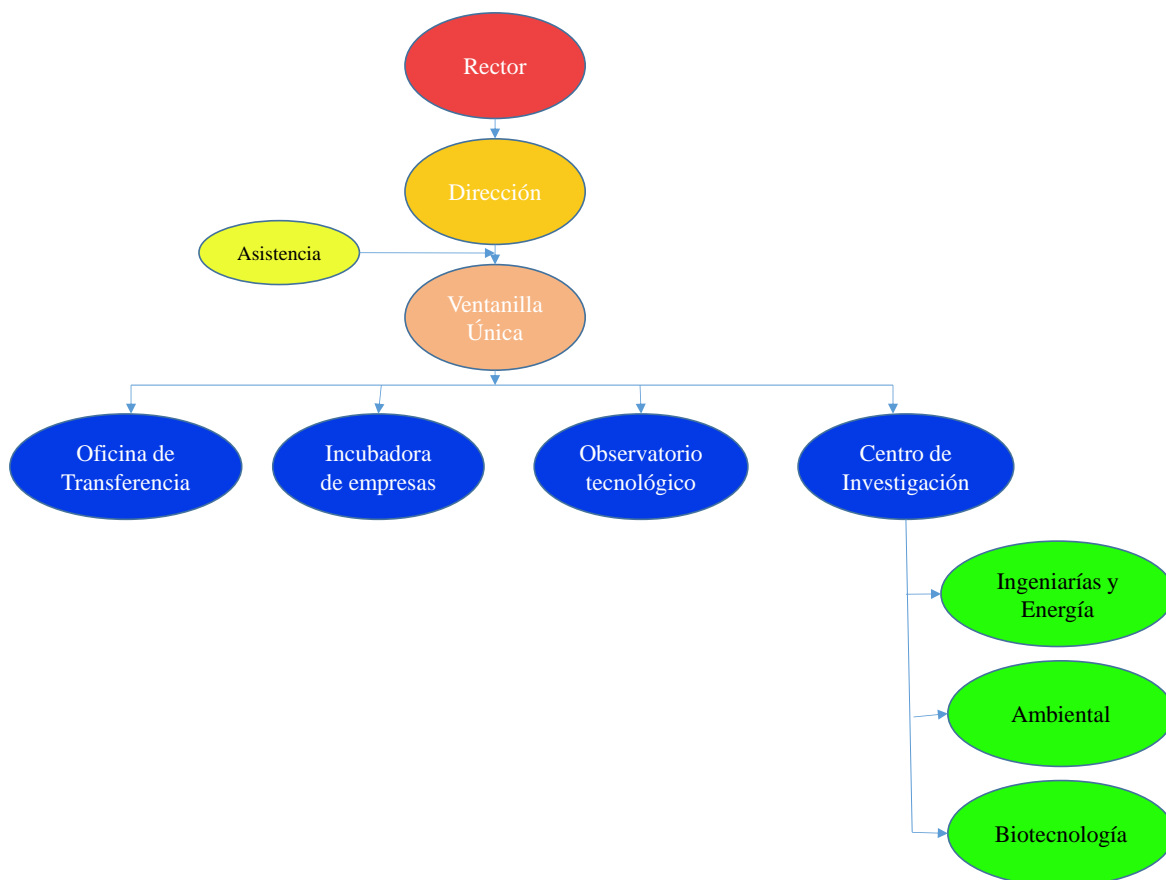 Rector
Dirección
Asistencia
Ventanilla
Única
Oficina de
Transferencia
Incubadora
de empresas
Observatorio
tecnológico
Centro de
Investigación
Ingeniarías y
Energía
Ambiental
Biotecnología